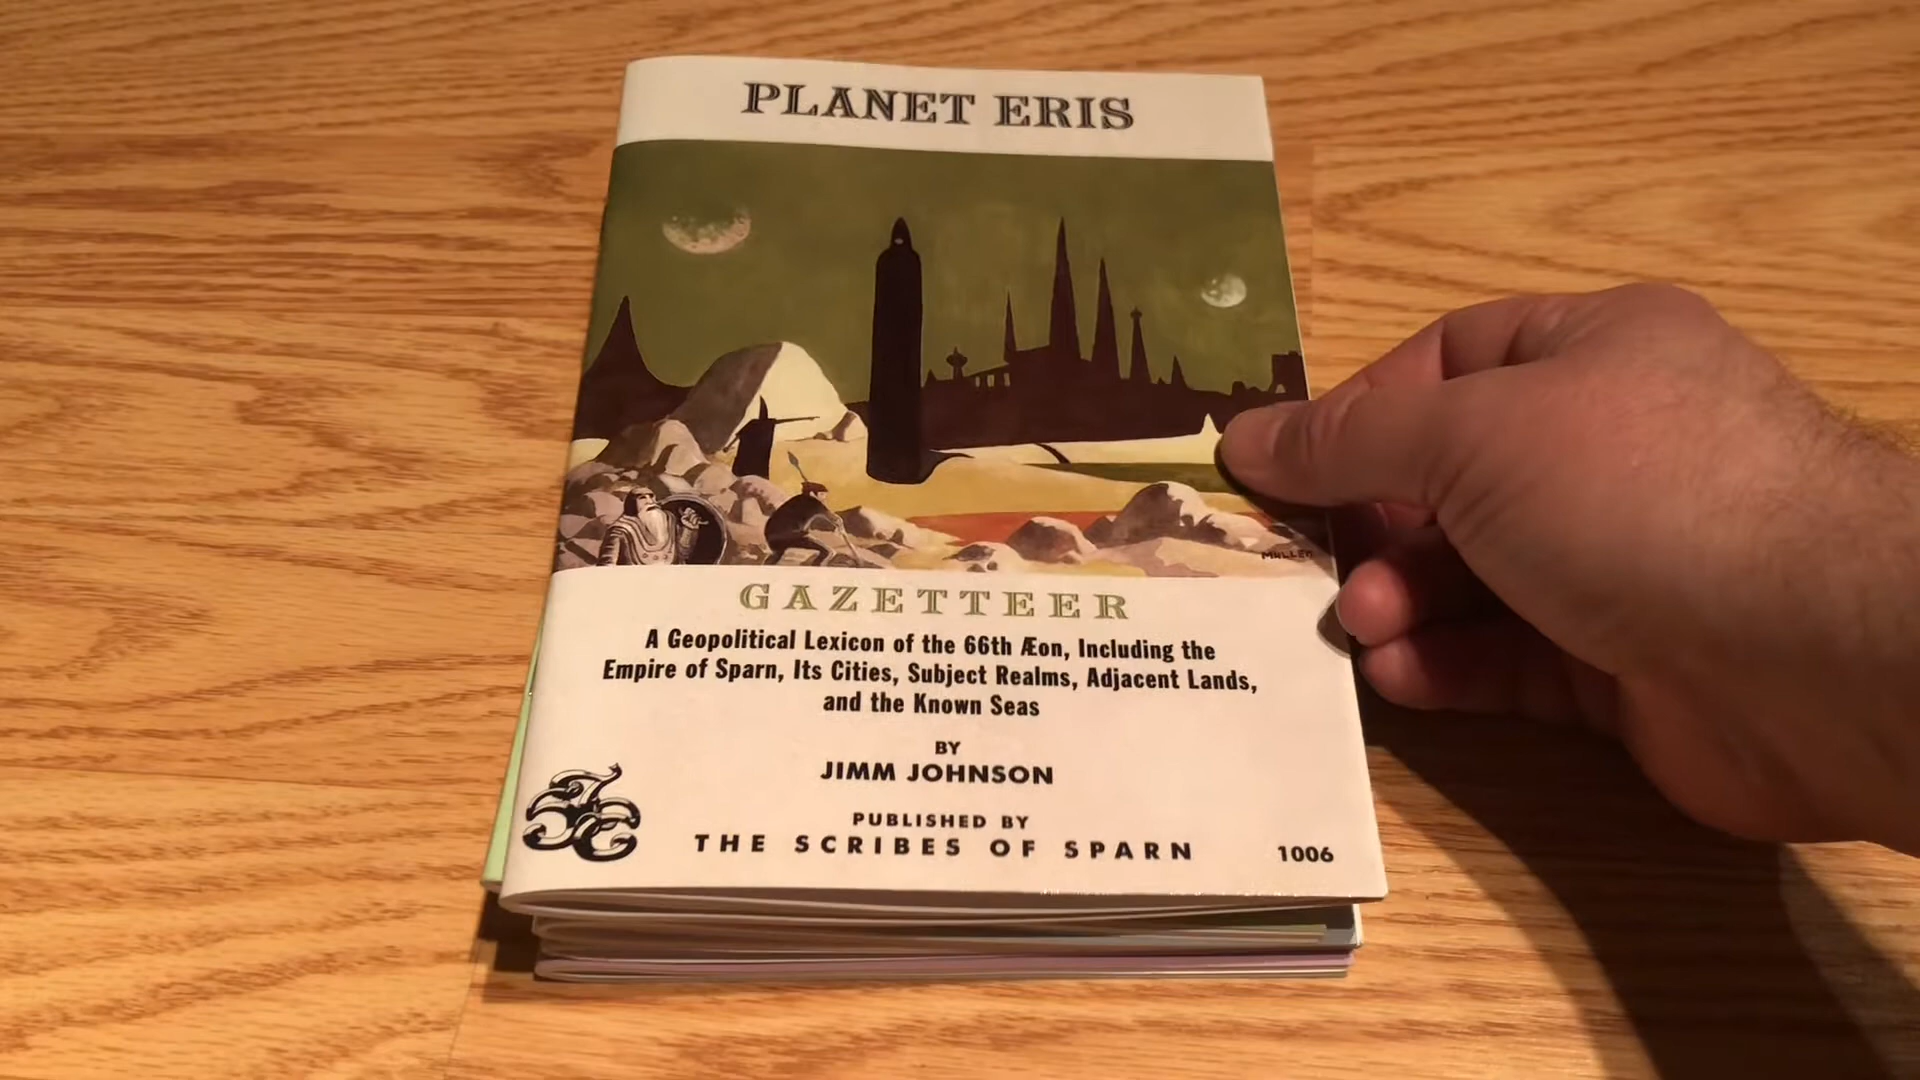 PLANET ERIS
MULLEN
GAZETTEER
A Geopolitical Lexicon of the 66th Æon, Including the
Empire of Sparn, Its Cities, Subject Realms, Adjacent Lands,
and the Known Seas
BY
JIMM JOHNSON
PUBLISHED BY
THE SCRIBES OF SPARN
1006